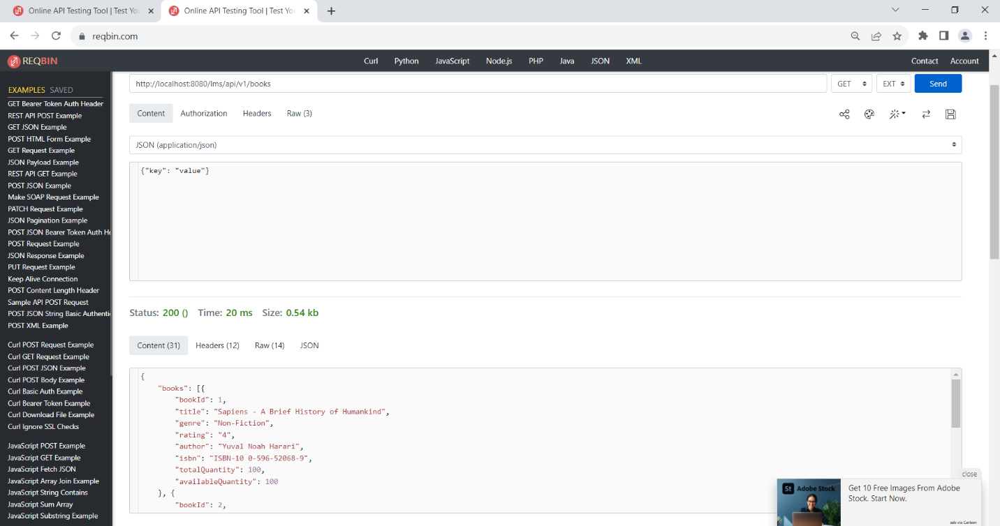 Online API Testing Tool | Test Yo
Online API Testing Tool | Test Yo
reqbin.com
REQBIN
Curl Python JavaScript Node.js PHP Java JSON XML
Contact Account
EXAMPLES SAVED
GET Bearer Token Auth Header
REST API POST Example
GET JSON Example
POST HTML Form Example
GET Request Example
JSON Payload Example
REST API GET Example
POST JSON Example
Make SOAP Request Example
PATCH Request Example
JSON Pagination Example
POST JSON Bearer Token Auth He
POST Request Example
JSON Response Example
PUT Request Example
Keep Alive Connection
POST Content Length Header
Sample API POST Request
POST JSON String Basic Authenti
POST XML Example
Curl POST Request Example
Curl GET Request Example
Curl POST JSON Example
Curl POST Body Example
Curl Basic Auth Example
Curl Bearer Token Example
Curl Download File Example
Curl Ignore SSL Checks
JavaScript POST Example
JavaScript GET Example
JavaScript Fetch JSON
JavaScript Array Join Example
JavaScript String Contains
JavaScript Sum Array
JavaScript Substring Example
http://localhost:8080/lms/api/v1/books
GET EXT Send
Content Authorization Headers Raw (3)
JSON (application/json)
{"key": "value"}
Status: 200 () Time: 20 ms Size: 0.54 kb
Content (31) Headers (12) Raw (14) JSON
{
"books": [{
"bookId": 1,
"title": "Sapiens - A Brief History of Humankind",
"genre": "Non-Fiction",
"rating": "4",
"author": "Yuval Noah Harari",
"isbn": "ISBN-10 0-596-52068-9",
"totalQuantity": 100,
"availableQuantity": 100
}, {
"bookId": 2,
close
St Adobe Stock
Get 10 Free Images From Adobe
Stock. Start Now.
ads via Carbon